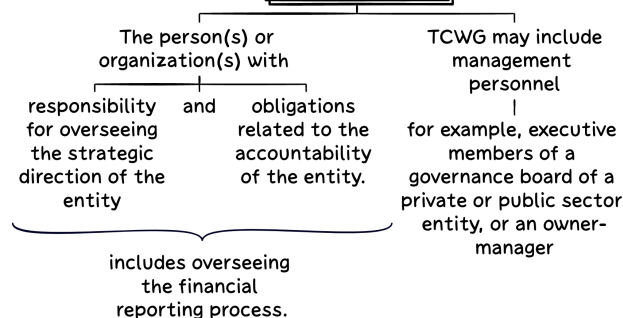 The person(s) or
organization(s) with
responsibility
for overseeing
the strategic
direction of the
entity
and
obligations
related to the
accountability
of the entity.
includes overseeing
the financial
reporting process.
TCWG may include
management
personnel
for example, executive
members of a
governance board of a
private or public sector
entity, or an owner-
manager